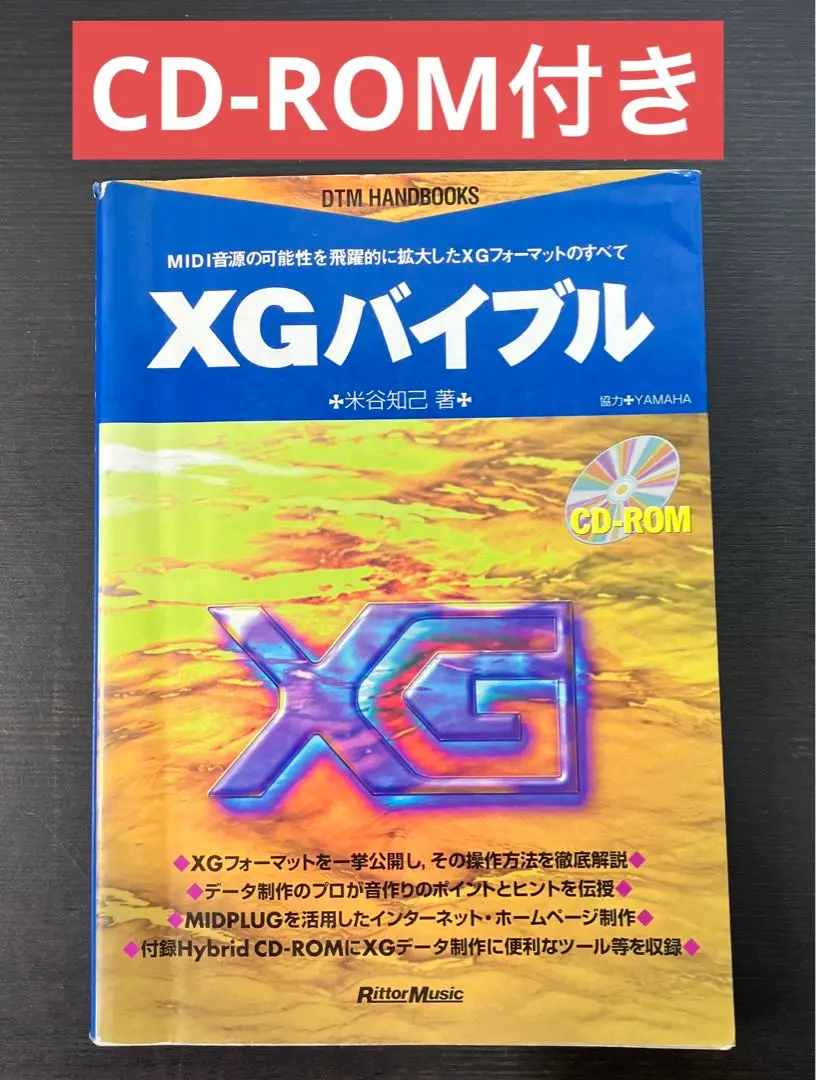 CD-ROM付き
DTM HANDBOOKS
MIDI音源の可能性を飛躍的に拡大したXGフォーマットのすべて
XGバイブル
✚米谷知己 著✚
協力✚YAMAHA
CD-ROM
XG
◆XGフォーマットを一挙公開し,その操作方法を徹底解説◆
◆データ制作のプロが音作りのポイントとヒントを伝授◆
◆MIDPLUGを活用したインターネット・ホームページ制作◆
◆付録Hybrid CD-ROMにXGデータ制作に便利なツール等を収録◆
RittorMusic